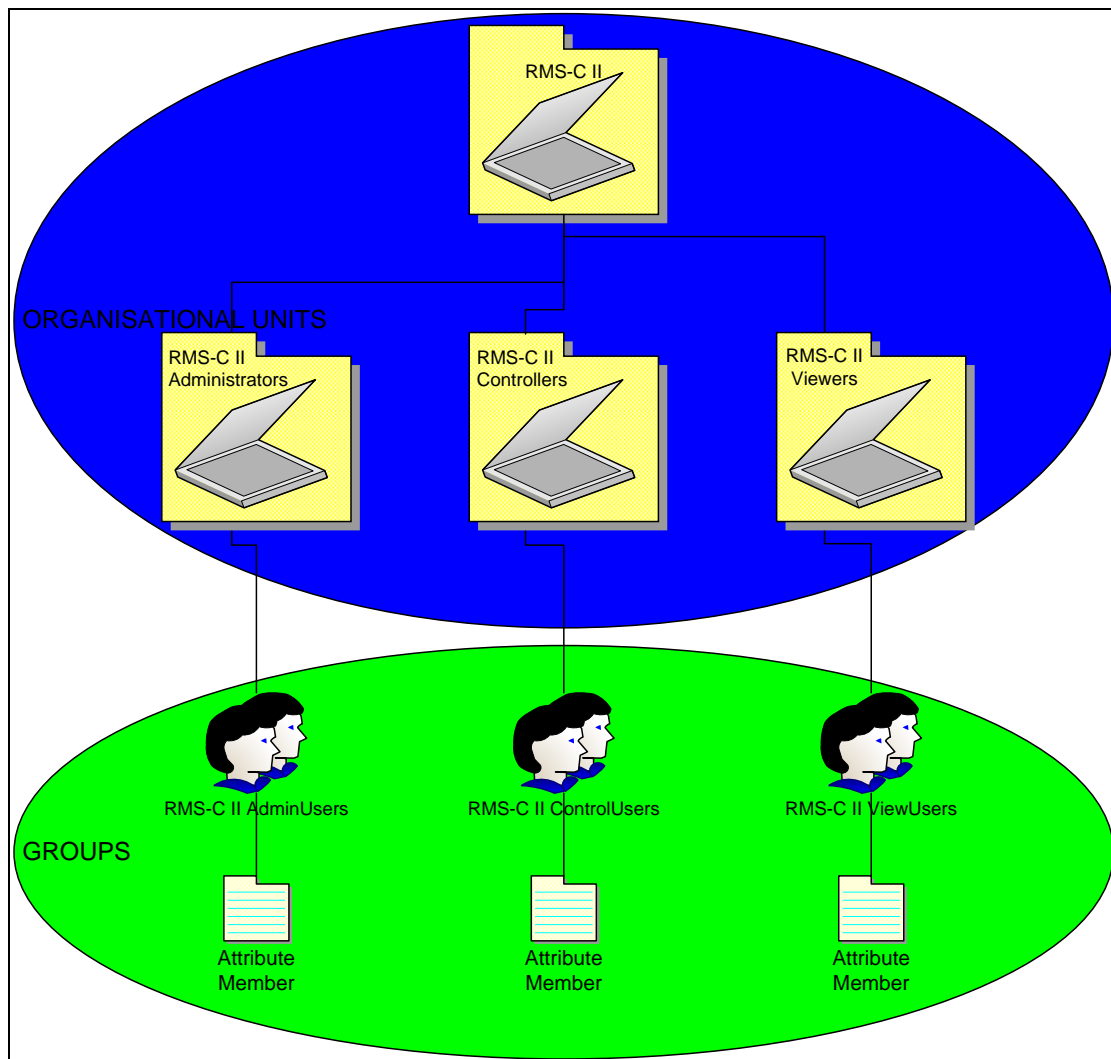 RMS-C II
ORGANISATIONAL UNITS
RMS-C II
Administrators
RMS-C II
Controllers
RMS-C II
Viewers
RMS-C II AdminUsers
RMS-C II ControlUsers
RMS-C II ViewUsers
GROUPS
Attribute
Member
Attribute
Member
Attribute
Member